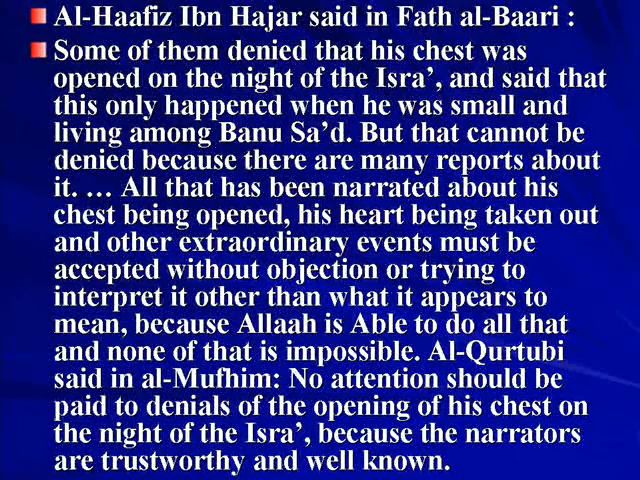 Al-Haafiz Ibn Hajar said in Fath al-Baari :
Some of them denied that his chest was
opened on the night of the Isra’, and said that
this only happened when he was small and
living among Banu Sa’d. But that cannot be
denied because there are many reports about
it. … All that has been narrated about his
chest being opened, his heart being taken out
and other extraordinary events must be
accepted without objection or trying to
interpret it other than what it appears to
mean, because Allaah is Able to do all that
and none of that is impossible. Al-Qurtubi
said in al-Mufhim: No attention should be
paid to denials of the opening of his chest on
the night of the Isra’, because the narrators
are trustworthy and well known.